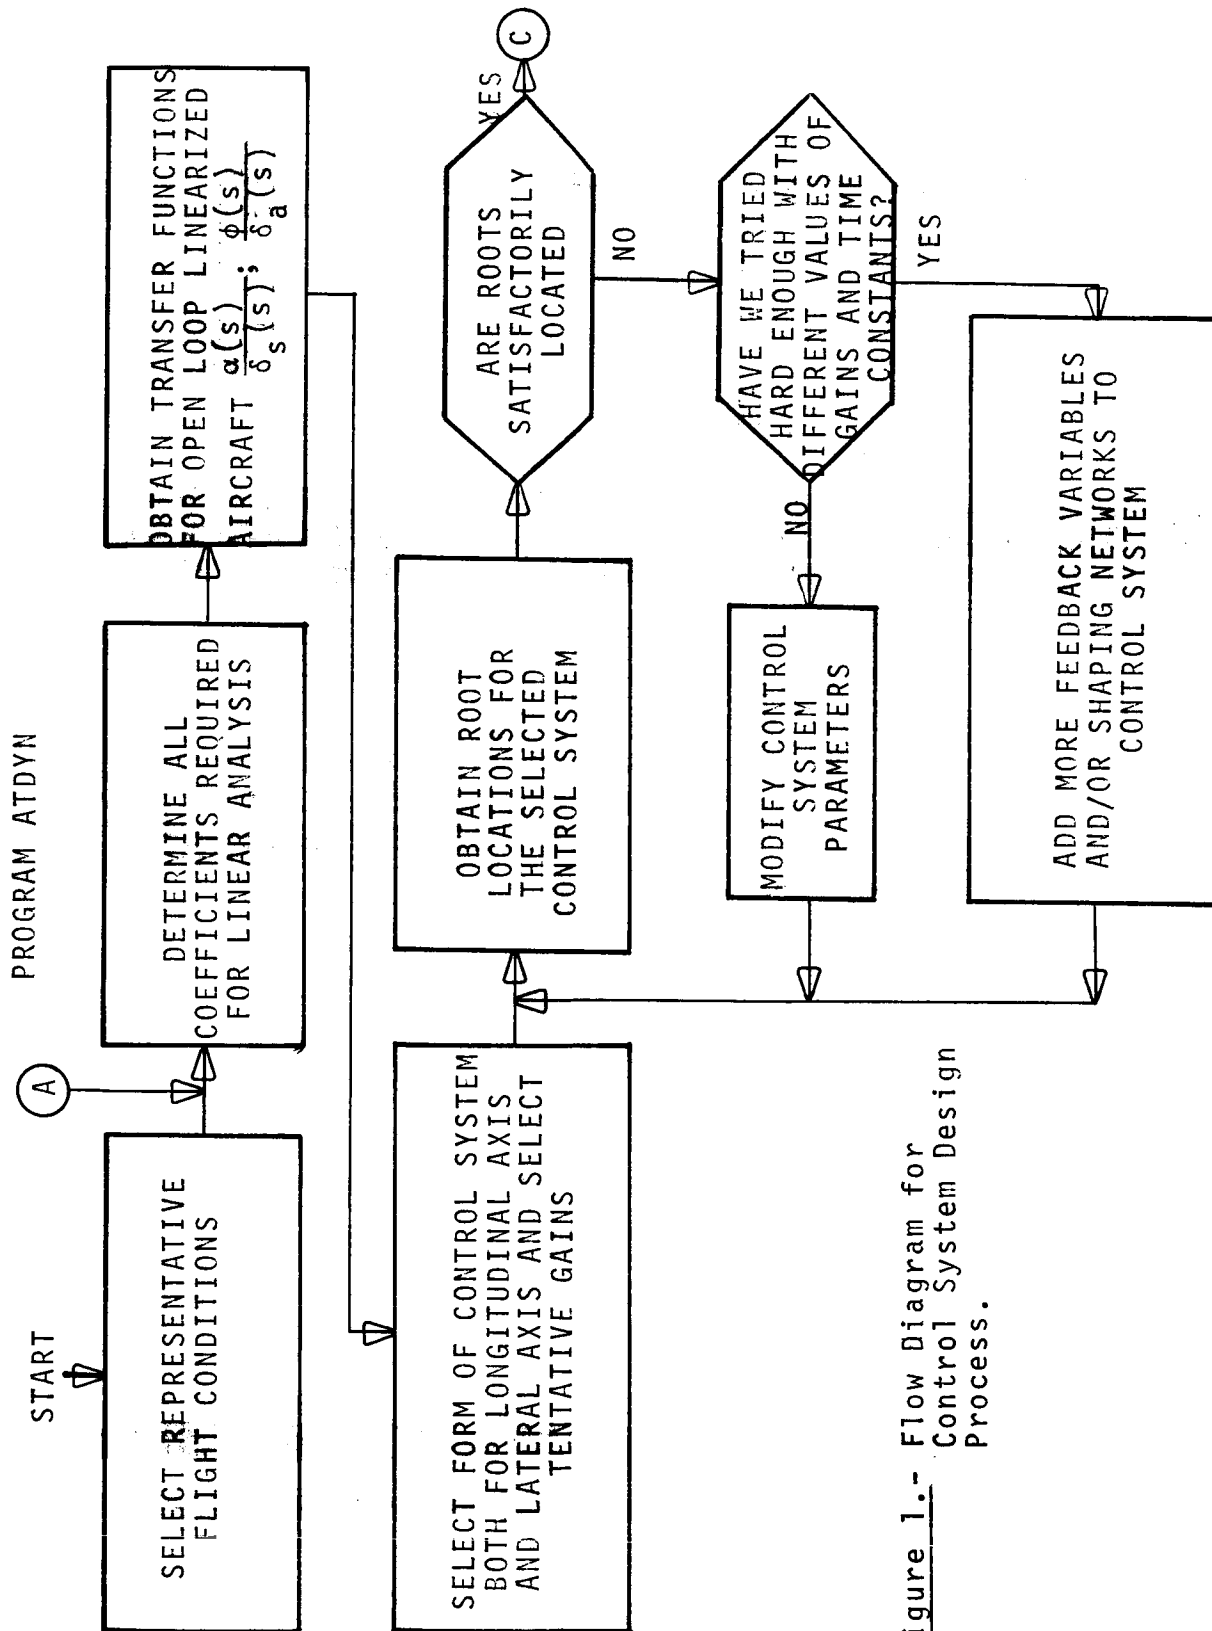 PROGRAM ATDYN
START
A
SELECT REPRESENTATIVE
FLIGHT CONDITIONS
DETERMINE ALL
COEFFICIENTS REQUIRED
FOR LINEAR ANALYSIS
OBTAIN TRANSFER FUNCTIONS
FOR OPEN LOOP LINEARIZED
AIRCRAFT α(s)/δs(s); φ(s)/δa(s)
SELECT FORM OF CONTROL SYSTEM
BOTH FOR LONGITUDINAL AXIS
AND LATERAL AXIS AND SELECT
TENTATIVE GAINS
OBTAIN ROOT
LOCATIONS FOR
THE SELECTED
CONTROL SYSTEM
ARE ROOTS
SATISFACTORILY
LOCATED
YES
C
NO
HAVE WE TRIED
HARD ENOUGH WITH
DIFFERENT VALUES OF
GAINS AND TIME
CONSTANTS?
NO
YES
MODIFY CONTROL
SYSTEM
PARAMETERS
ADD MORE FEEDBACK VARIABLES
AND/OR SHAPING NETWORKS TO
CONTROL SYSTEM
igure 1.- Flow Diagram for
Control System Design
Process.